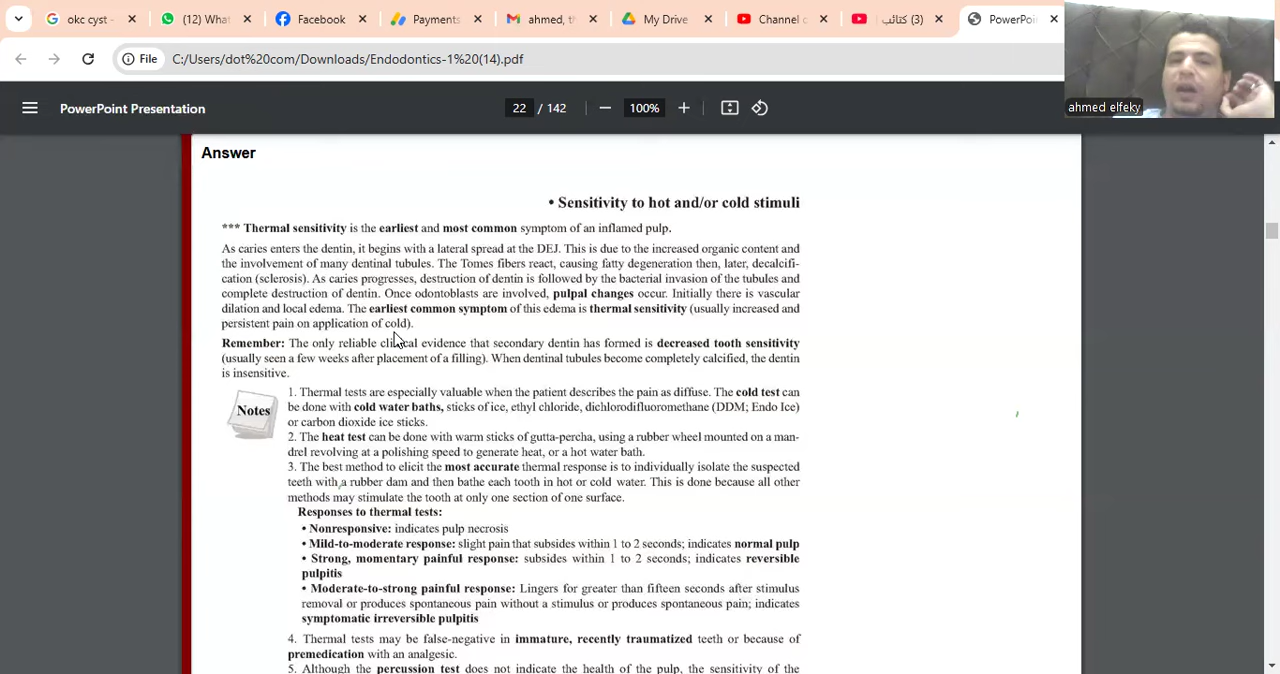 okc cyst -
(12) What
Facebook
Payments
ahmed, th
My Drive
Channel c
(3) كتائب
PowerPoi
File
C:/Users/dot%20com/Downloads/Endodontics-1%20(14).pdf
ahmed elfeky
PowerPoint Presentation
22 / 142
100%
Answer
• Sensitivity to hot and/or cold stimuli
*** Thermal sensitivity is the earliest and most common symptom of an inflamed pulp.
As caries enters the dentin, it begins with a lateral spread at the DEJ. This is due to the increased organic content and
the involvement of many dentinal tubules. The Tomes fibers react, causing fatty degeneration then, later, decalcifi-
cation (sclerosis). As caries progresses, destruction of dentin is followed by the bacterial invasion of the tubules and
complete destruction of dentin. Once odontoblasts are involved, pulpal changes occur. Initially there is vascular
dilation and local edema. The earliest common symptom of this edema is thermal sensitivity (usually increased and
persistent pain on application of cold).
Remember: The only reliable clinical evidence that secondary dentin has formed is decreased tooth sensitivity
(usually seen a few weeks after placement of a filling). When dentinal tubules become completely calcified, the dentin
is insensitive.
Notes
1. Thermal tests are especially valuable when the patient describes the pain as diffuse. The cold test can
be done with cold water baths, sticks of ice, ethyl chloride, dichlorodifluoromethane (DDM; Endo Ice)
or carbon dioxide ice sticks.
2. The heat test can be done with warm sticks of gutta-percha, using a rubber wheel mounted on a man-
drel revolving at a polishing speed to generate heat, or a hot water bath.
3. The best method to elicit the most accurate thermal response is to individually isolate the suspected
teeth with a rubber dam and then bathe each tooth in hot or cold water. This is done because all other
methods may stimulate the tooth at only one section of one surface.
Responses to thermal tests:
• Nonresponsive: indicates pulp necrosis
• Mild-to-moderate response: slight pain that subsides within 1 to 2 seconds; indicates normal pulp
• Strong, momentary painful response: subsides within 1 to 2 seconds; indicates reversible
pulpitis
• Moderate-to-strong painful response: Lingers for greater than fifteen seconds after stimulus
removal or produces spontaneous pain without a stimulus or produces spontaneous pain; indicates
symptomatic irreversible pulpitis
4. Thermal tests may be false-negative in immature, recently traumatized teeth or because of
premedication with an analgesic.
5. Although the percussion test does not indicate the health of the pulp, the sensitivity of the